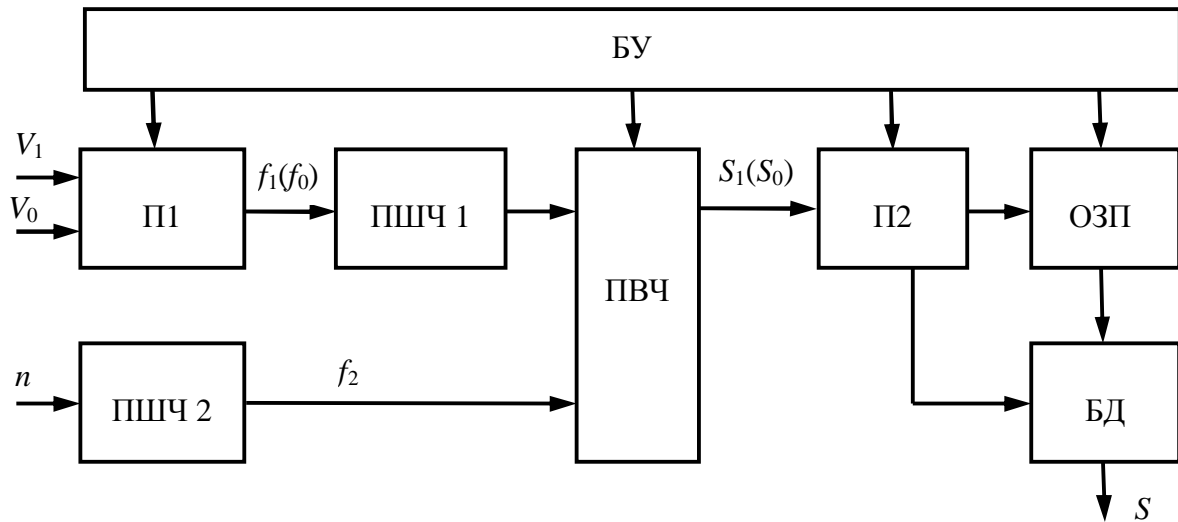 БУ
V₁
V₀
П1
f₁(f₀)
ПШЧ 1
ПВЧ
S₁(S₀)
П2
ОЗП
n
ПШЧ 2
f₂
БД
S